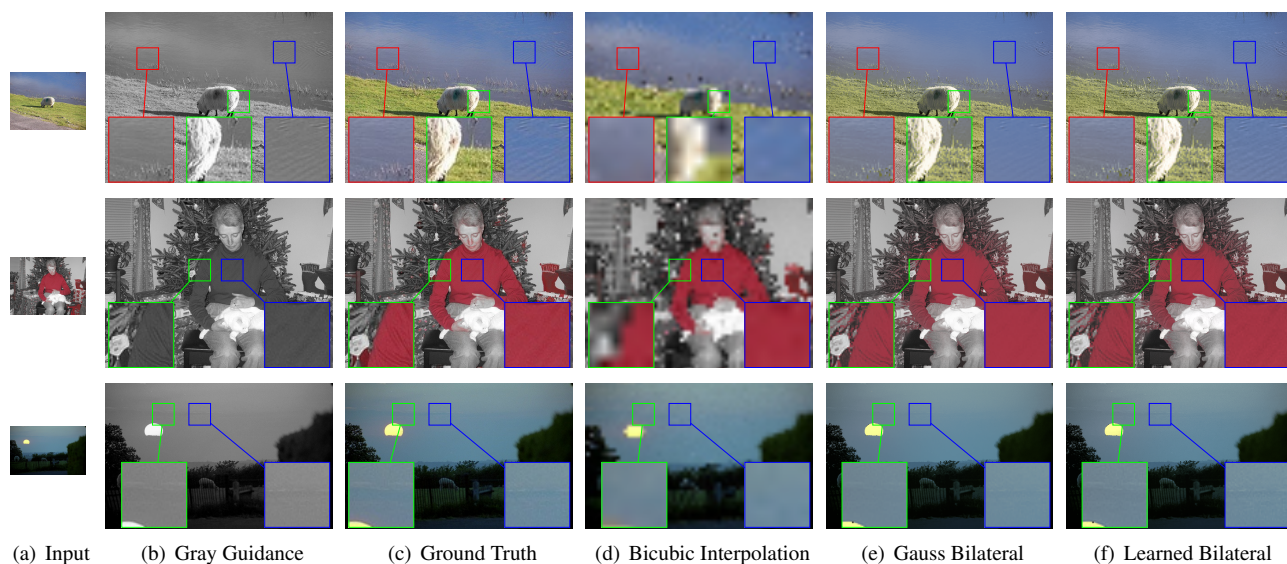 (a) Input (b) Gray Guidance (c) Ground Truth (d) Bicubic Interpolation (e) Gauss Bilateral (f) Learned Bilateral